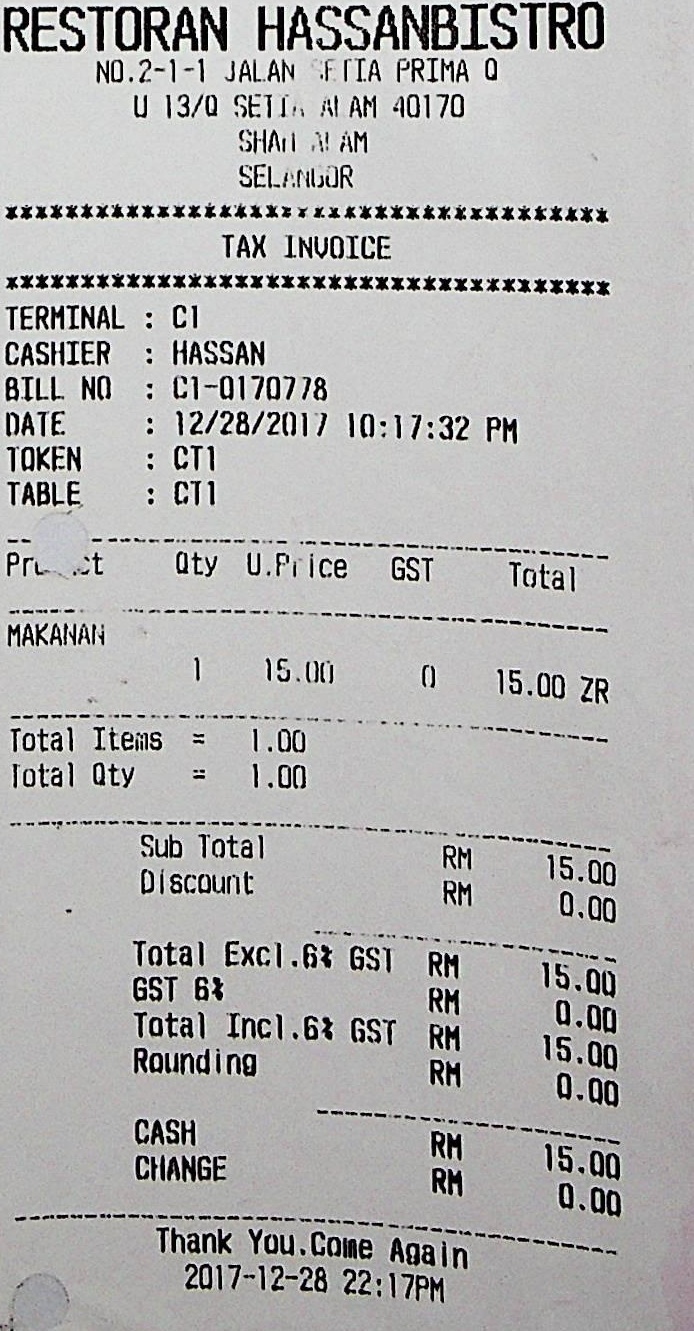 RESTORAN HASSANBISTRO
NO.2-1-1 JALAN SETIA PRIMA Q
U 13/Q SETIA ALAM 40170
SHAH ALAM
SELANGOR
****************************************
TAX INVOICE
****************************************
TERMINAL : C1
CASHIER : HASSAN
BILL NO : C1-0170778
DATE : 12/28/2017 10:17:32 PM
TOKEN : CT1
TABLE : CT1
Qty U.Price GST Total
MAKANAN
1 15.00 0 15.00 ZR
Total Items = 1.00
Total Qty = 1.00
Sub Total RM 15.00
Discount RM 0.00
Total Excl.6% GST RM 15.00
GST 6% RM 0.00
Total Incl.6% GST RM 15.00
Rounding RM 0.00
CASH RM 15.00
CHANGE RM 0.00
Thank You.Come Again
2017-12-28 22:17PM